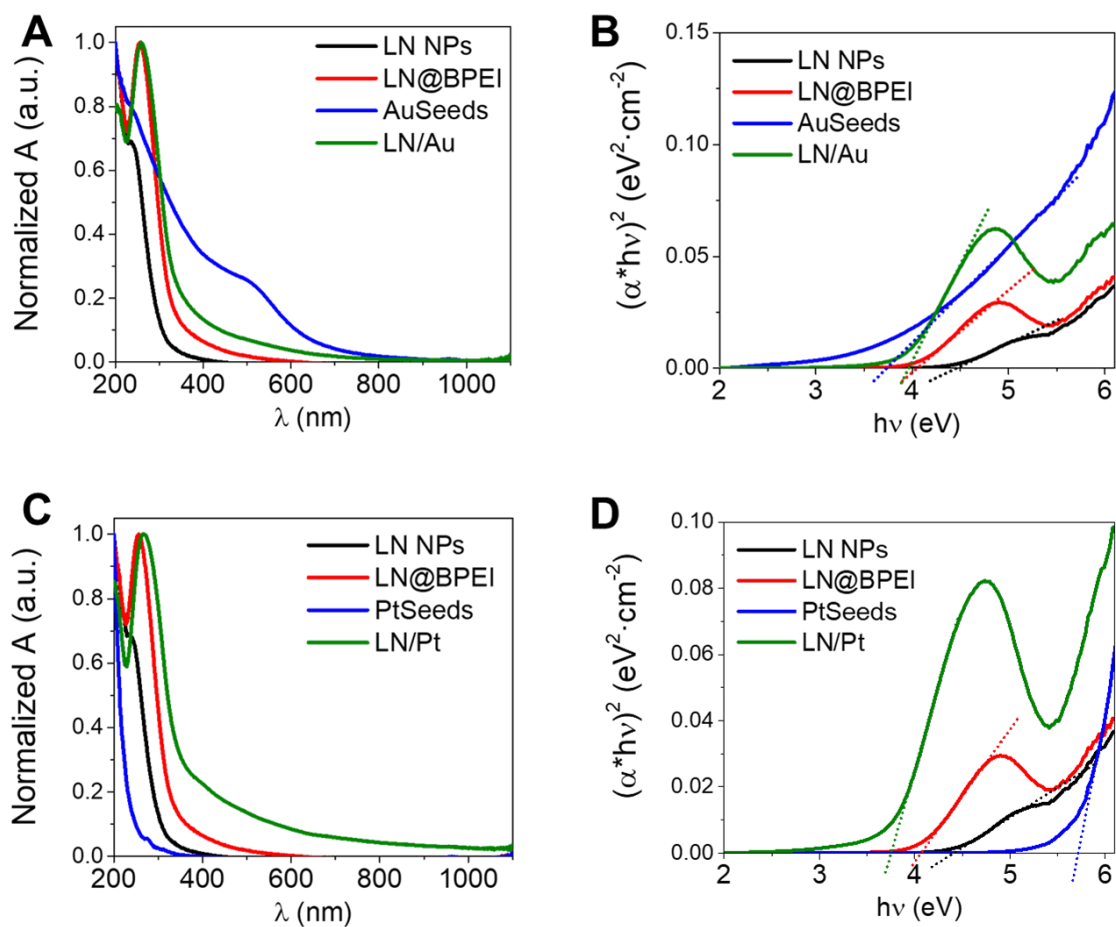 A
Normalized A (a.u.)
1.0
0.8
0.6
0.4
0.2
0.0
LN NPs
LN@BPEI
AuSeeds
LN/Au
200 400 600 800 1000
λ (nm)
B
(α*hν)² (eV²·cm⁻²)
0.15
0.10
0.05
0.00
LN NPs
LN@BPEI
AuSeeds
LN/Au
2 3 4 5 6
hν (eV)
C
Normalized A (a.u.)
1.0
0.8
0.6
0.4
0.2
0.0
LN NPs
LN@BPEI
PtSeeds
LN/Pt
200 400 600 800 1000
λ (nm)
D
(α*hν)² (eV²·cm⁻²)
0.10
0.08
0.06
0.04
0.02
0.00
LN NPs
LN@BPEI
PtSeeds
LN/Pt
2 3 4 5 6
hν (eV)